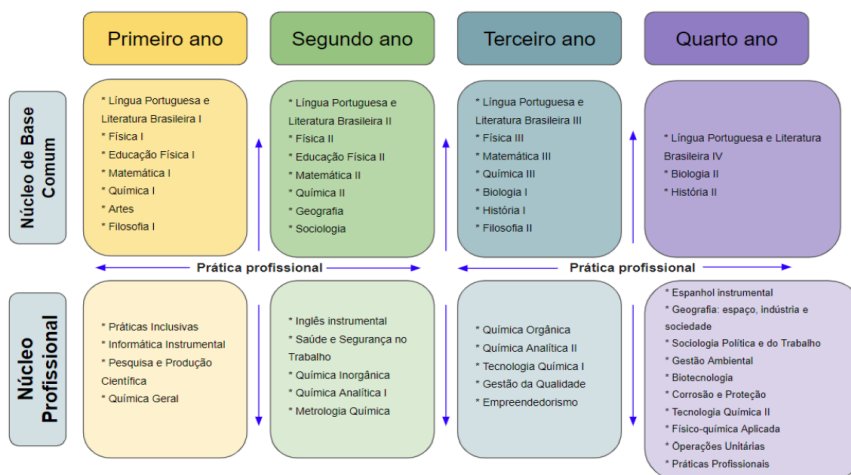 Primeiro ano
Segundo ano
Terceiro ano
Quarto ano
Núcleo de Base
Comum
* Língua Portuguesa e
Literatura Brasileira I
* Física I
* Educação Física I
* Matemática I
* Química I
* Artes
* Filosofia I
* Língua Portuguesa e
Literatura Brasileira II
* Física II
* Educação Física II
* Matemática II
* Química II
* Geografia
* Sociologia
* Língua Portuguesa e
Literatura Brasileira III
* Física III
* Matemática III
* Química III
* Biologia I
* História I
* Filosofia II
* Língua Portuguesa e Literatura
Brasileira IV
* Biologia II
* História II
Prática profissional
Prática profissional
Núcleo
Profissional
* Práticas Inclusivas
* Informática Instrumental
* Pesquisa e Produção
Científica
* Química Geral
* Inglês instrumental
* Saúde e Segurança no
Trabalho
* Química Inorgânica
* Química Analítica I
* Metrologia Química
* Química Orgânica
* Química Analítica II
* Tecnologia Química I
* Gestão da Qualidade
* Empreendedorismo
* Espanhol instrumental
* Geografia: espaço, indústria e
sociedade
* Sociologia Política e do Trabalho
* Gestão Ambiental
* Biotecnologia
* Corrosão e Proteção
* Tecnologia Química II
* Físico-química Aplicada
* Operações Unitárias
* Práticas Profissionais